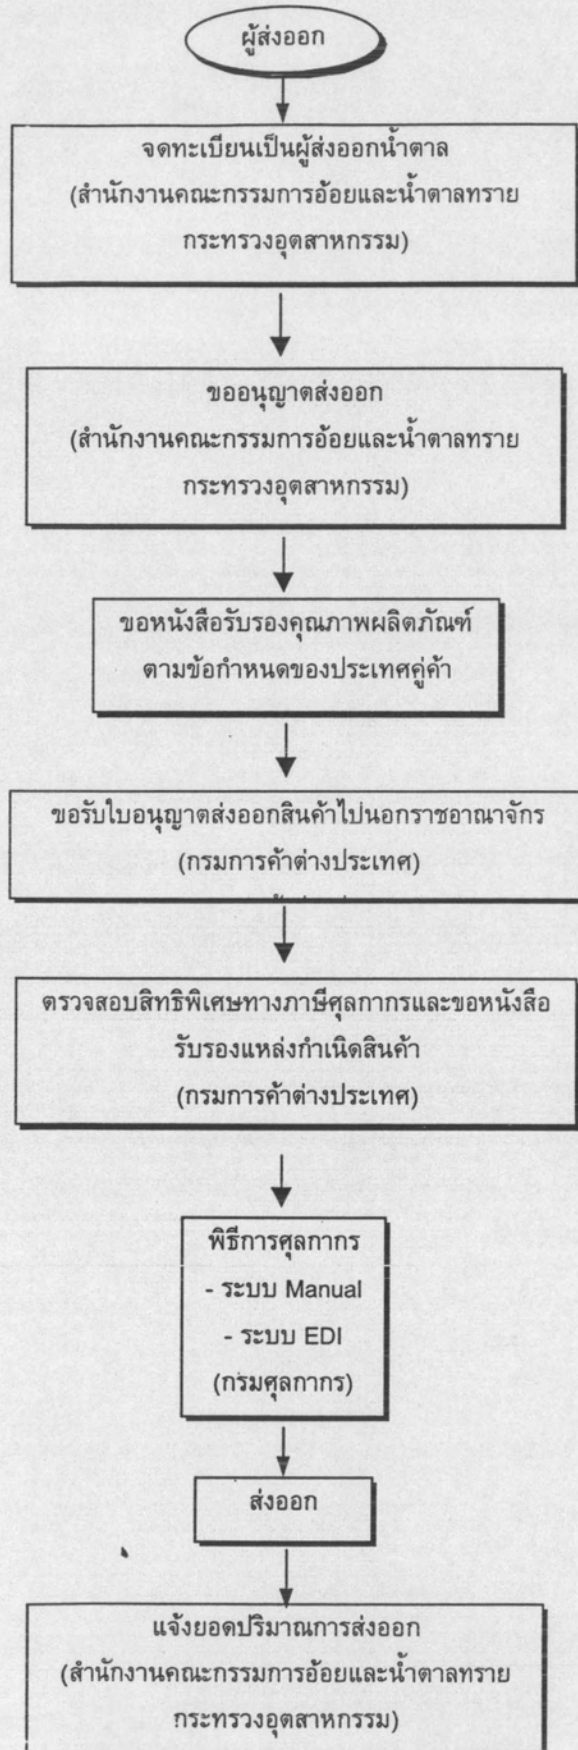 ผู้ส่งออก
จดทะเบียนเป็นผู้ส่งออกน้ำตาล
(สำนักงานคณะกรรมการอ้อยและน้ำตาลทราย
กระทรวงอุตสาหกรรม)
ขออนุญาตส่งออก
(สำนักงานคณะกรรมการอ้อยและน้ำตาลทราย
กระทรวงอุตสาหกรรม)
ขอหนังสือรับรองคุณภาพผลิตภัณฑ์
ตามข้อกำหนดของประเทศคู่ค้า
ขอรับใบอนุญาตส่งออกสินค้าไปนอกราชอาณาจักร
(กรมการค้าต่างประเทศ)
ตรวจสอบสิทธิพิเศษทางภาษีศุลกากรและขอหนังสือ
รับรองแหล่งกำเนิดสินค้า
(กรมการค้าต่างประเทศ)
พิธีการศุลกากร
- ระบบ Manual
- ระบบ EDI
(กรมศุลกากร)
ส่งออก
แจ้งยอดปริมาณการส่งออก
(สำนักงานคณะกรรมการอ้อยและน้ำตาลทราย
กระทรวงอุตสาหกรรม)